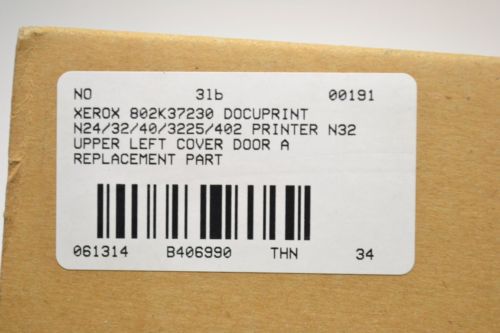 NO 31b 00191
XEROX 802K37230 DOCUPRINT
N24/32/40/3225/402 PRINTER N32
UPPER LEFT COVER DOOR A
REPLACEMENT PART
061314 B406990 THN 34